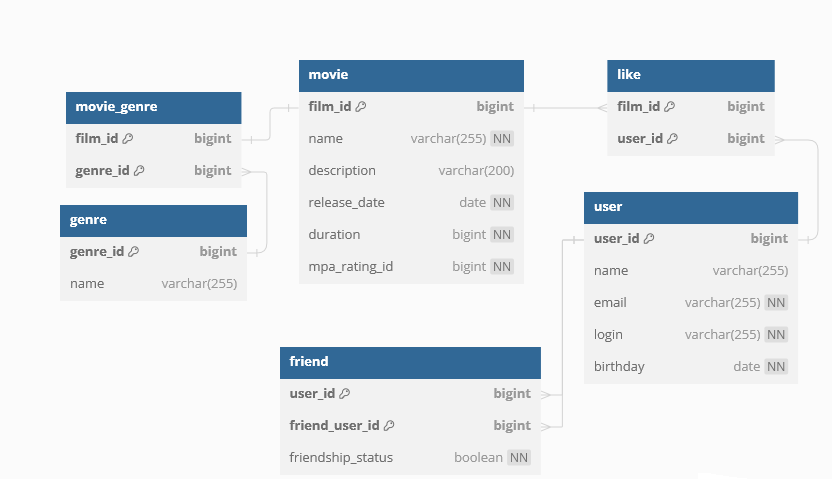 movie_genre
film_id bigint
genre_id bigint
genre
genre_id bigint
name varchar(255)
movie
film_id bigint
name varchar(255) NN
description varchar(200)
release_date date NN
duration bigint NN
mpa_rating_id bigint NN
like
film_id bigint
user_id bigint
user
user_id bigint
name varchar(255)
email varchar(255) NN
login varchar(255) NN
birthday date NN
friend
user_id bigint
friend_user_id bigint
friendship_status boolean NN